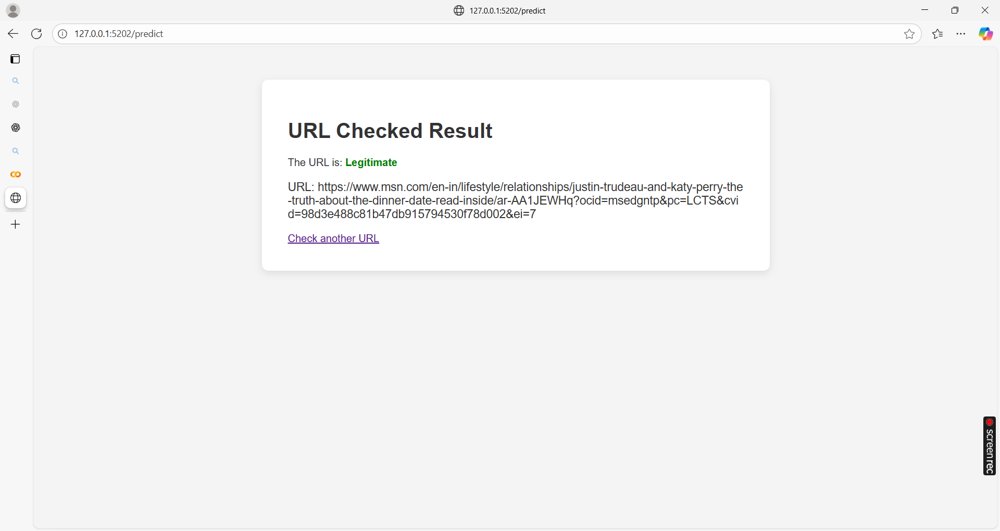 127.0.0.1:5202/predict
127.0.0.1:5202/predict
URL Checked Result
The URL is: Legitimate
URL: https://www.msn.com/en-in/lifestyle/relationships/justin-trudeau-and-katy-perry-the
-truth-about-the-dinner-date-read-inside/ar-AA1JEWHq?ocid=msedgntp&pc=LCTS&cvi
d=98d3e488c81b47db915794530f78d002&ei=7
Check another URL
screenrec